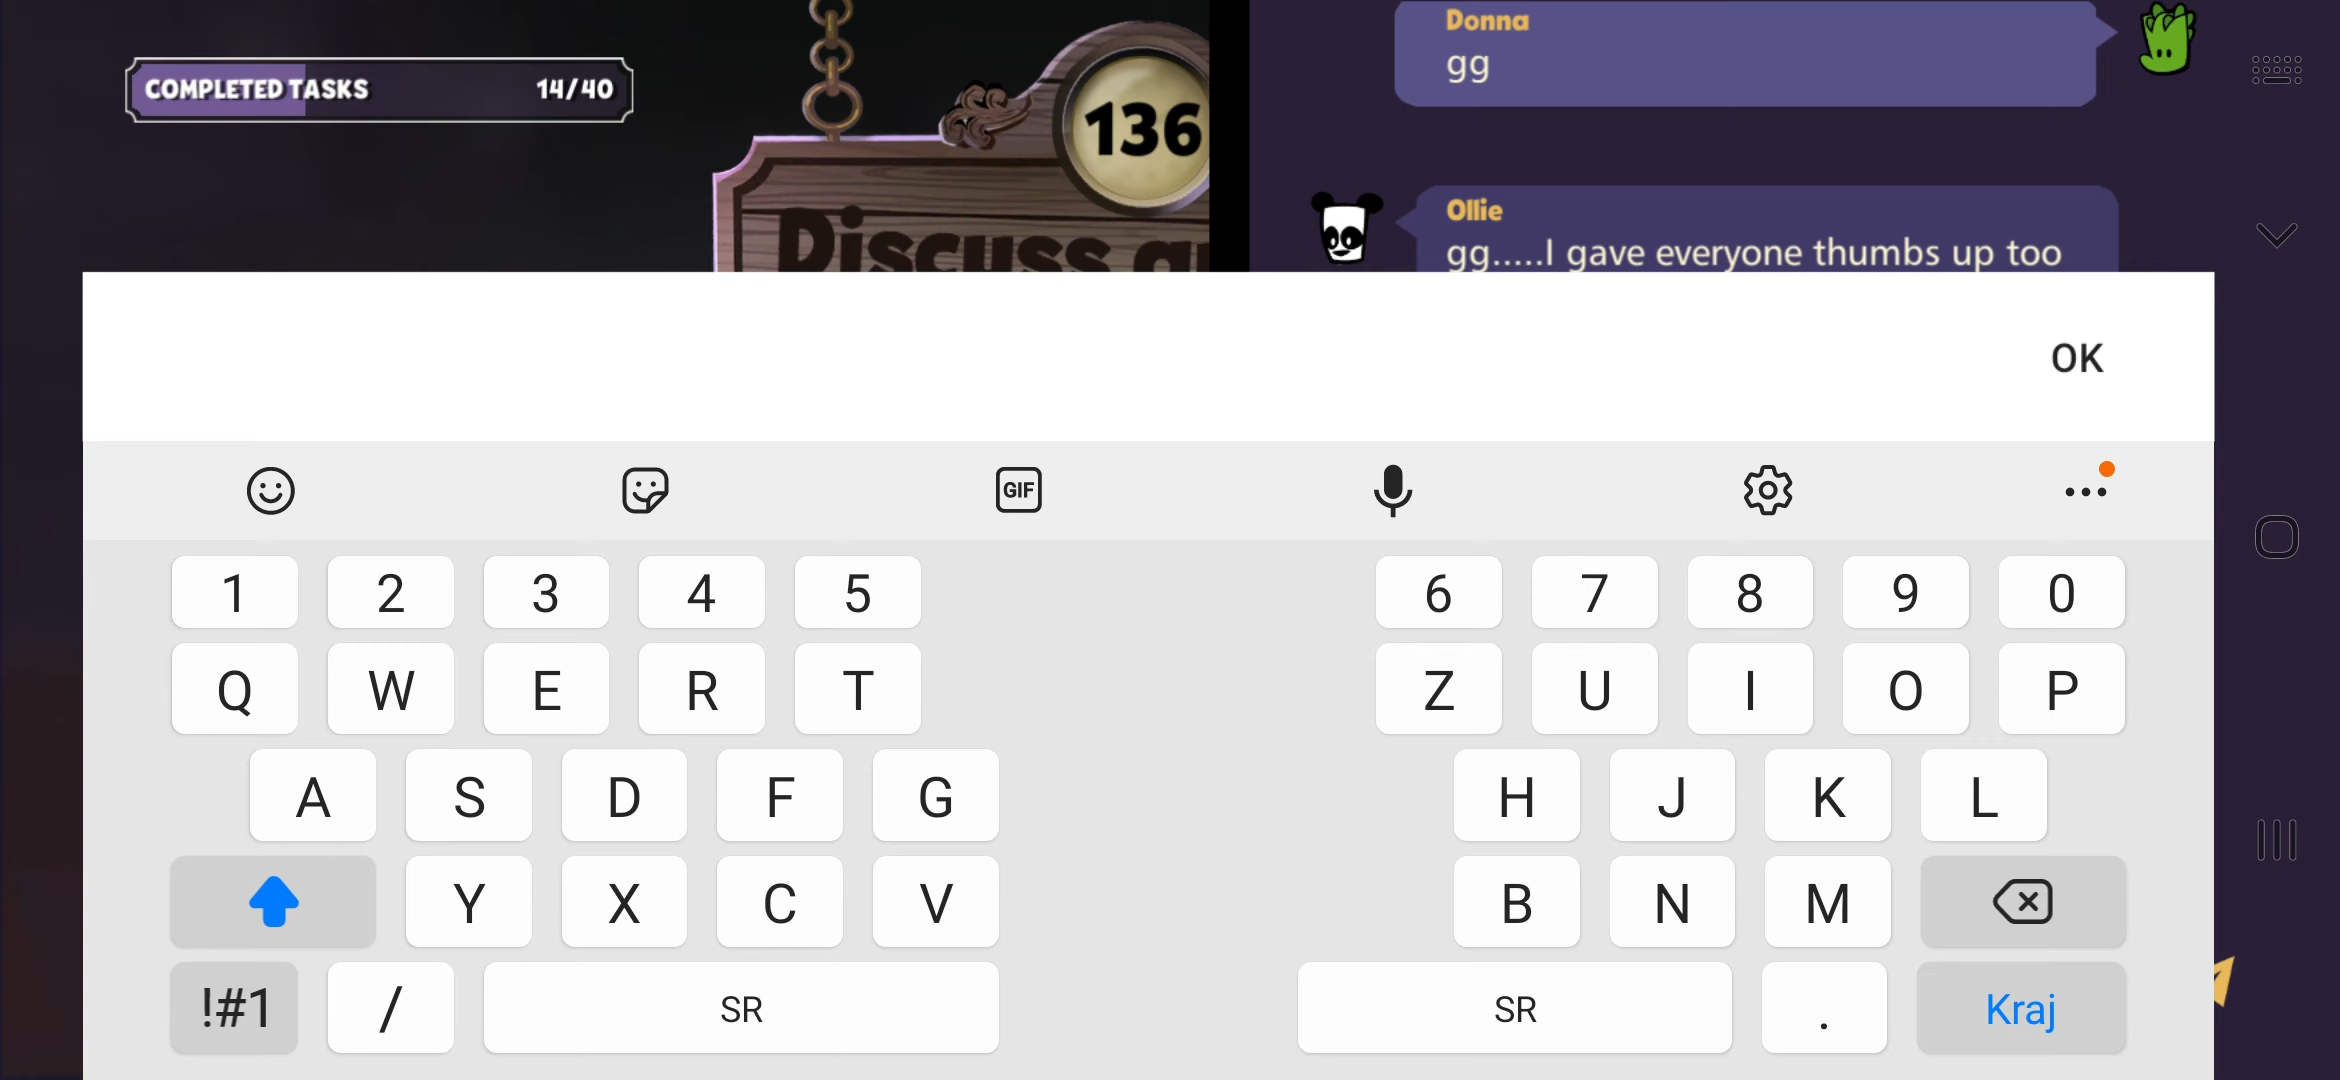 COMPLETED TASKS 14/40
136
Discuss a
Donna
gg
Ollie
gg.....I gave everyone thumbs up too
OK
GIF
1 2 3 4 5 6 7 8 9 0
Q W E R T Z U I O P
A S D F G H J K L
Y X C V B N M
!#1 / SR SR . Kraj